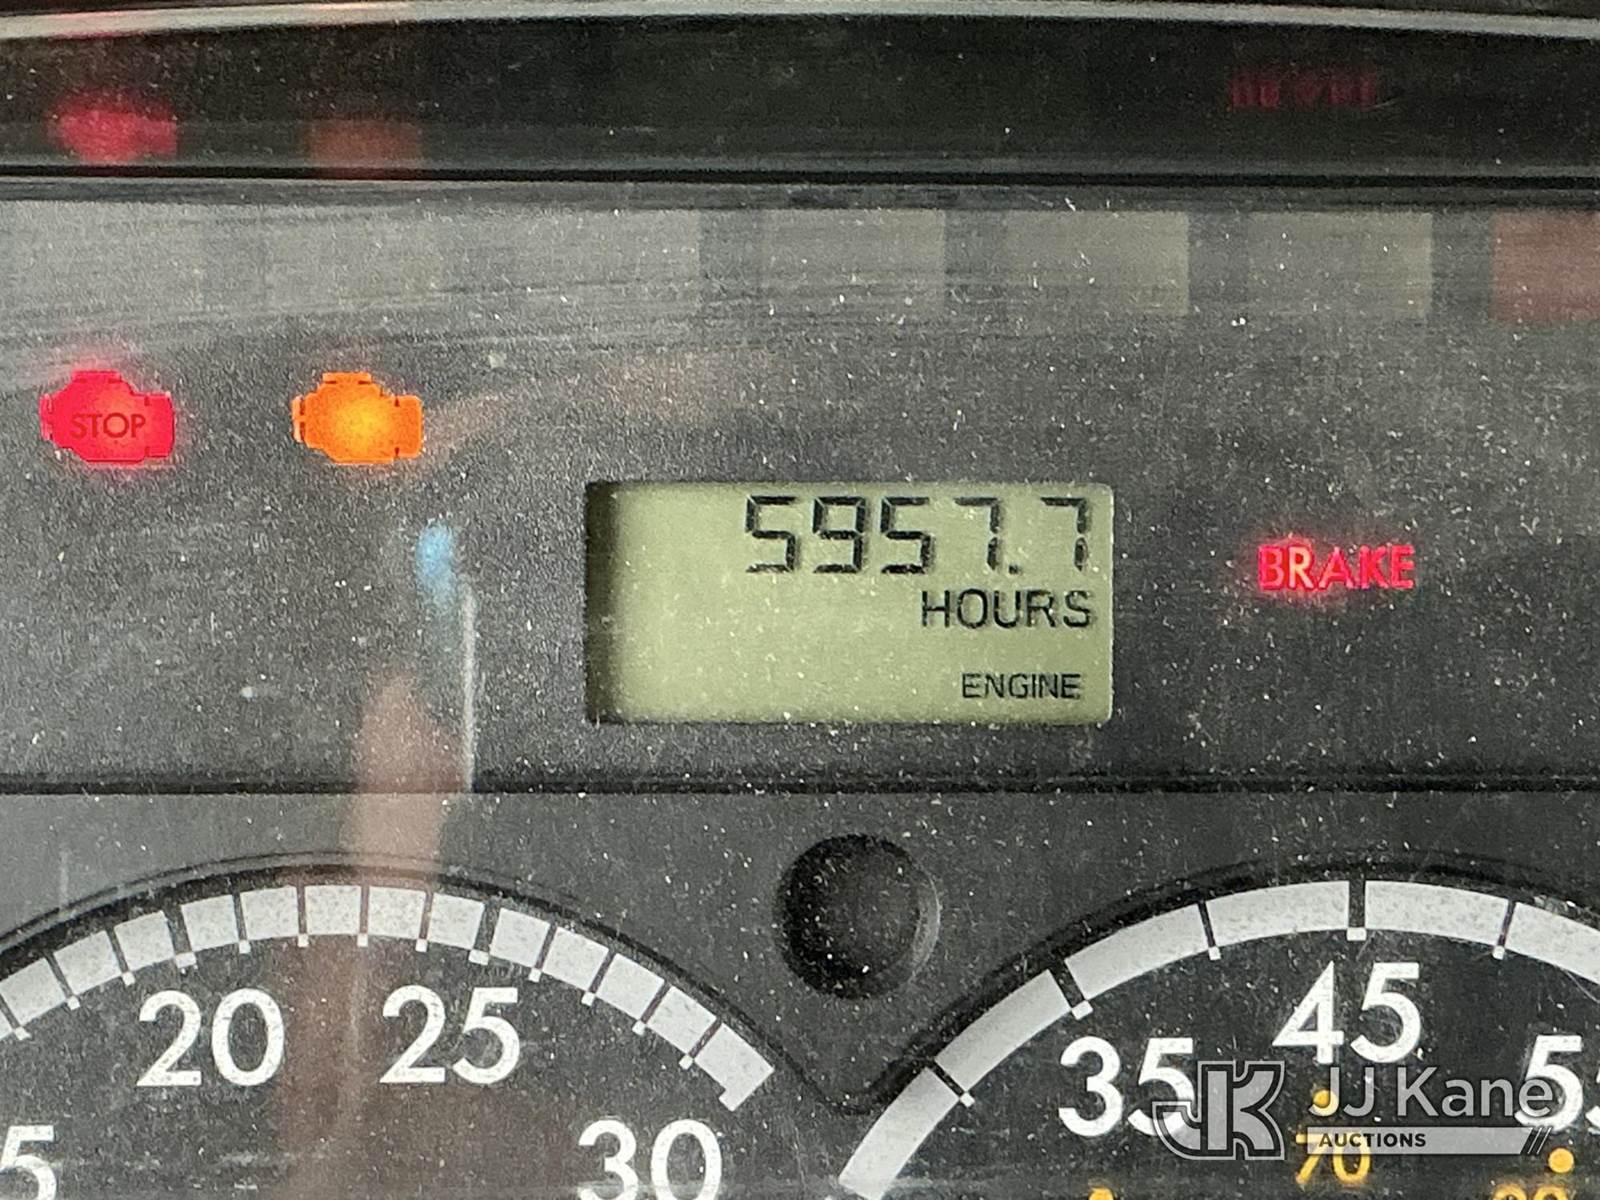 STOP
5957.7
HOURS
ENGINE
BRAKE
20
25
30
35
45
70
JJ Kane
AUCTIONS